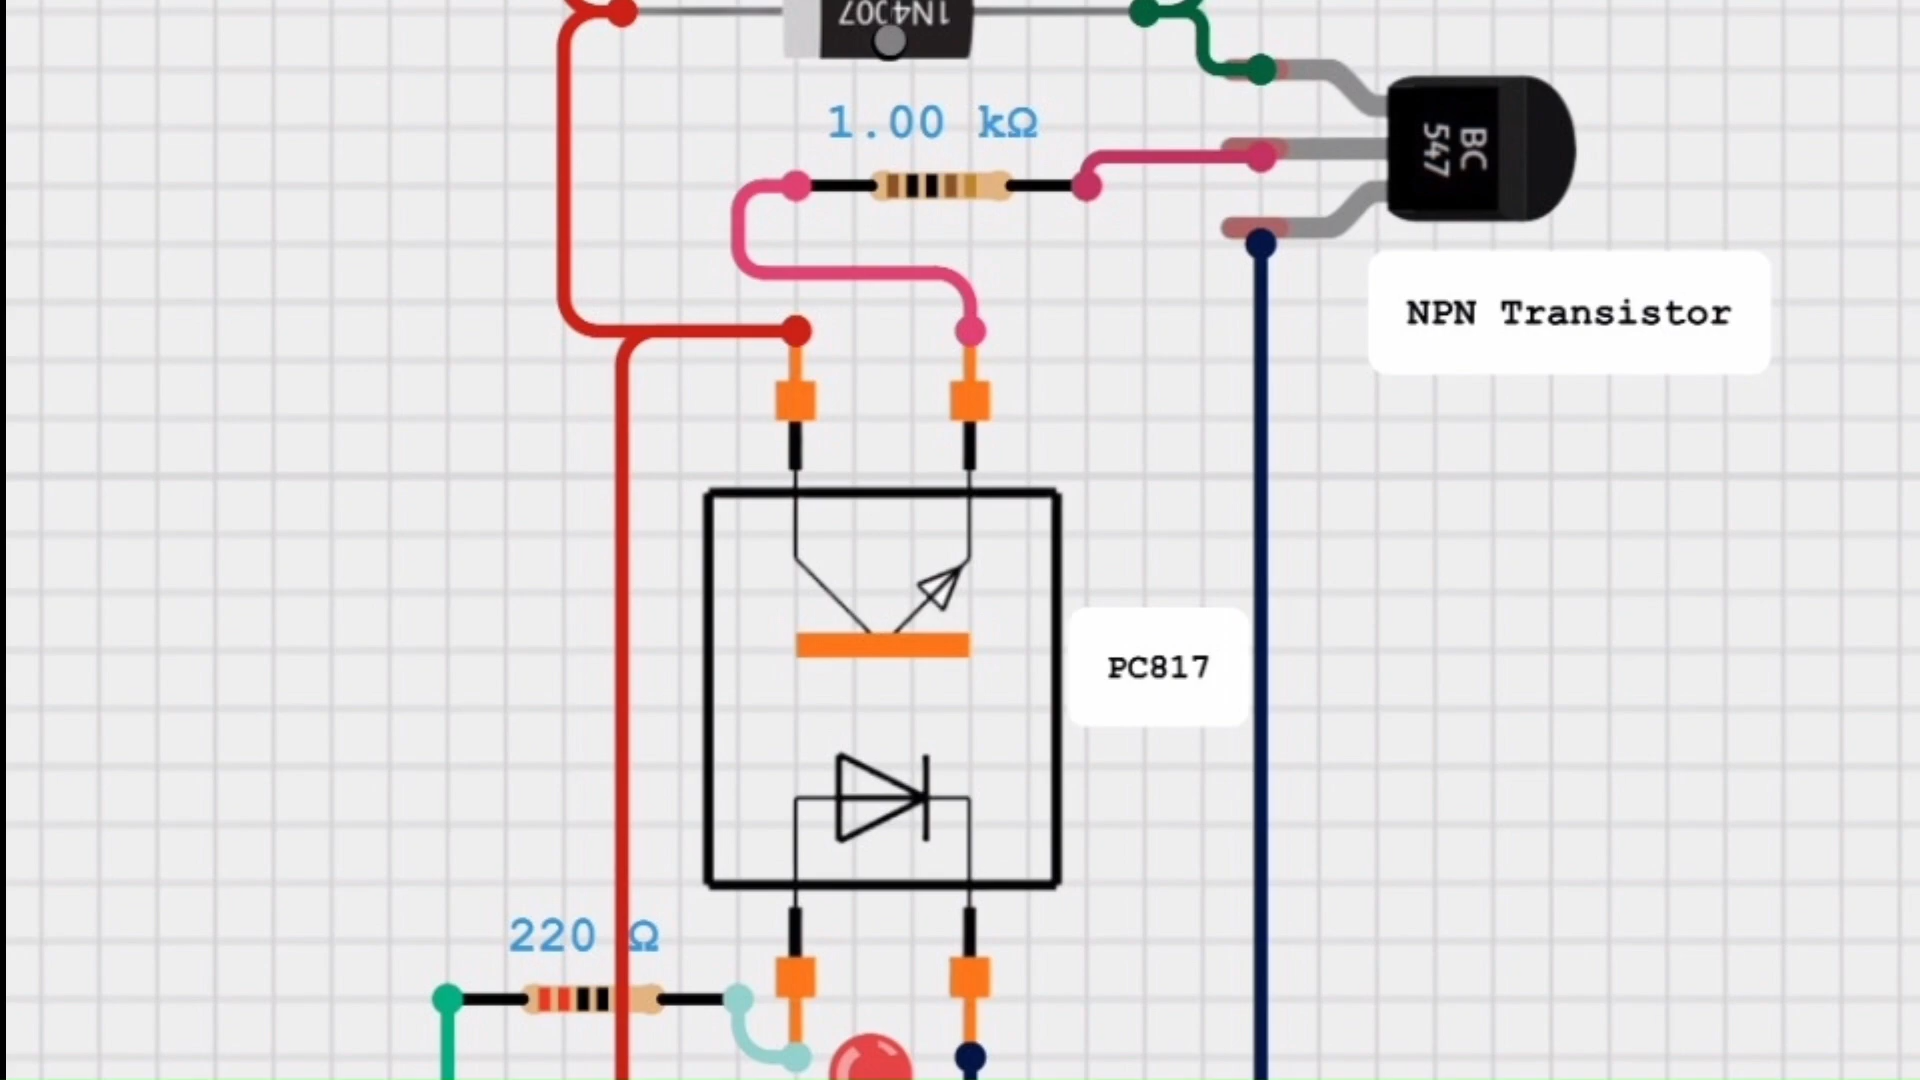 1N4007
1.00 kΩ
BC
547
NPN Transistor
PC817
220 Ω